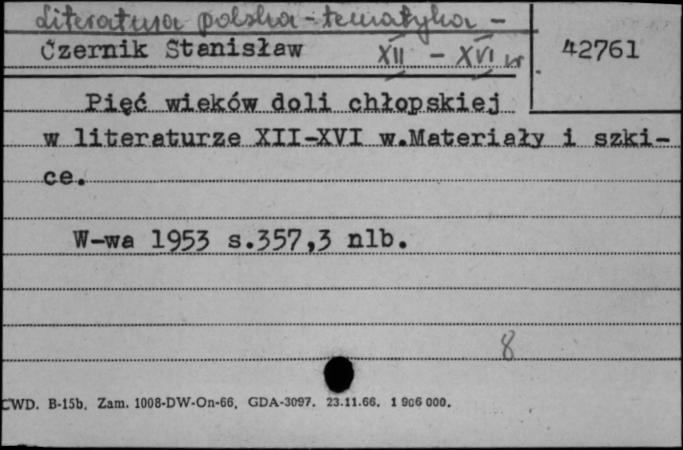 Literatura polska - tematyka -
Czernik Stanisław XII - XVI w
42761
Pięć wieków doli chłopskiej
w literaturze XII-XVI w.Materiały i szki-
ce.
W-wa 1953 s.357,3 nlb.
8
CWD. B-15b. Zam. 1008-DW-On-66. GDA-3097. 23.11.66. 1 906 000.